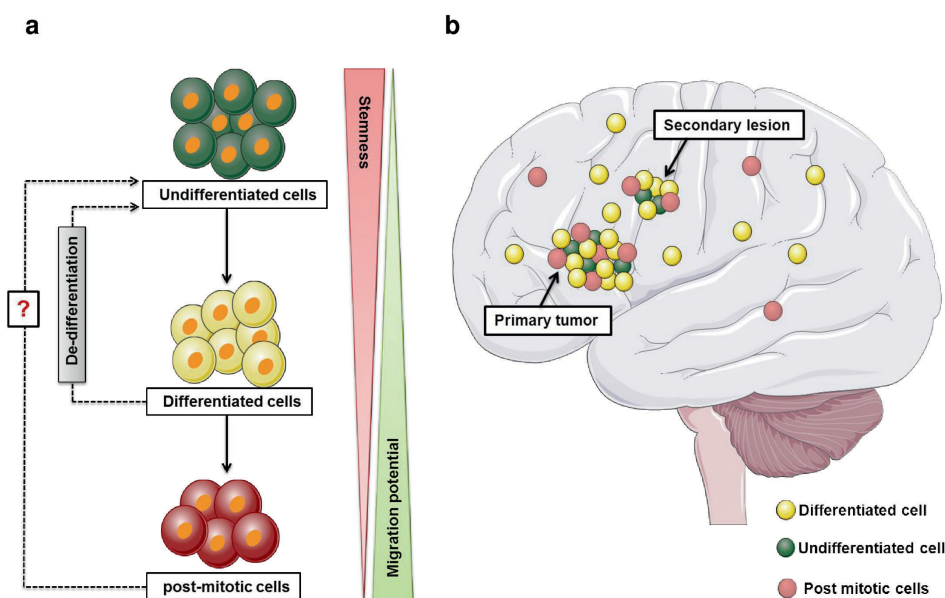 a
Undifferentiated cells
De-differentiation
?
Differentiated cells
post-mitotic cells
Stemness
Migration potential
b
Secondary lesion
Primary tumor
Differentiated cell
Undifferentiated cell
Post mitotic cells